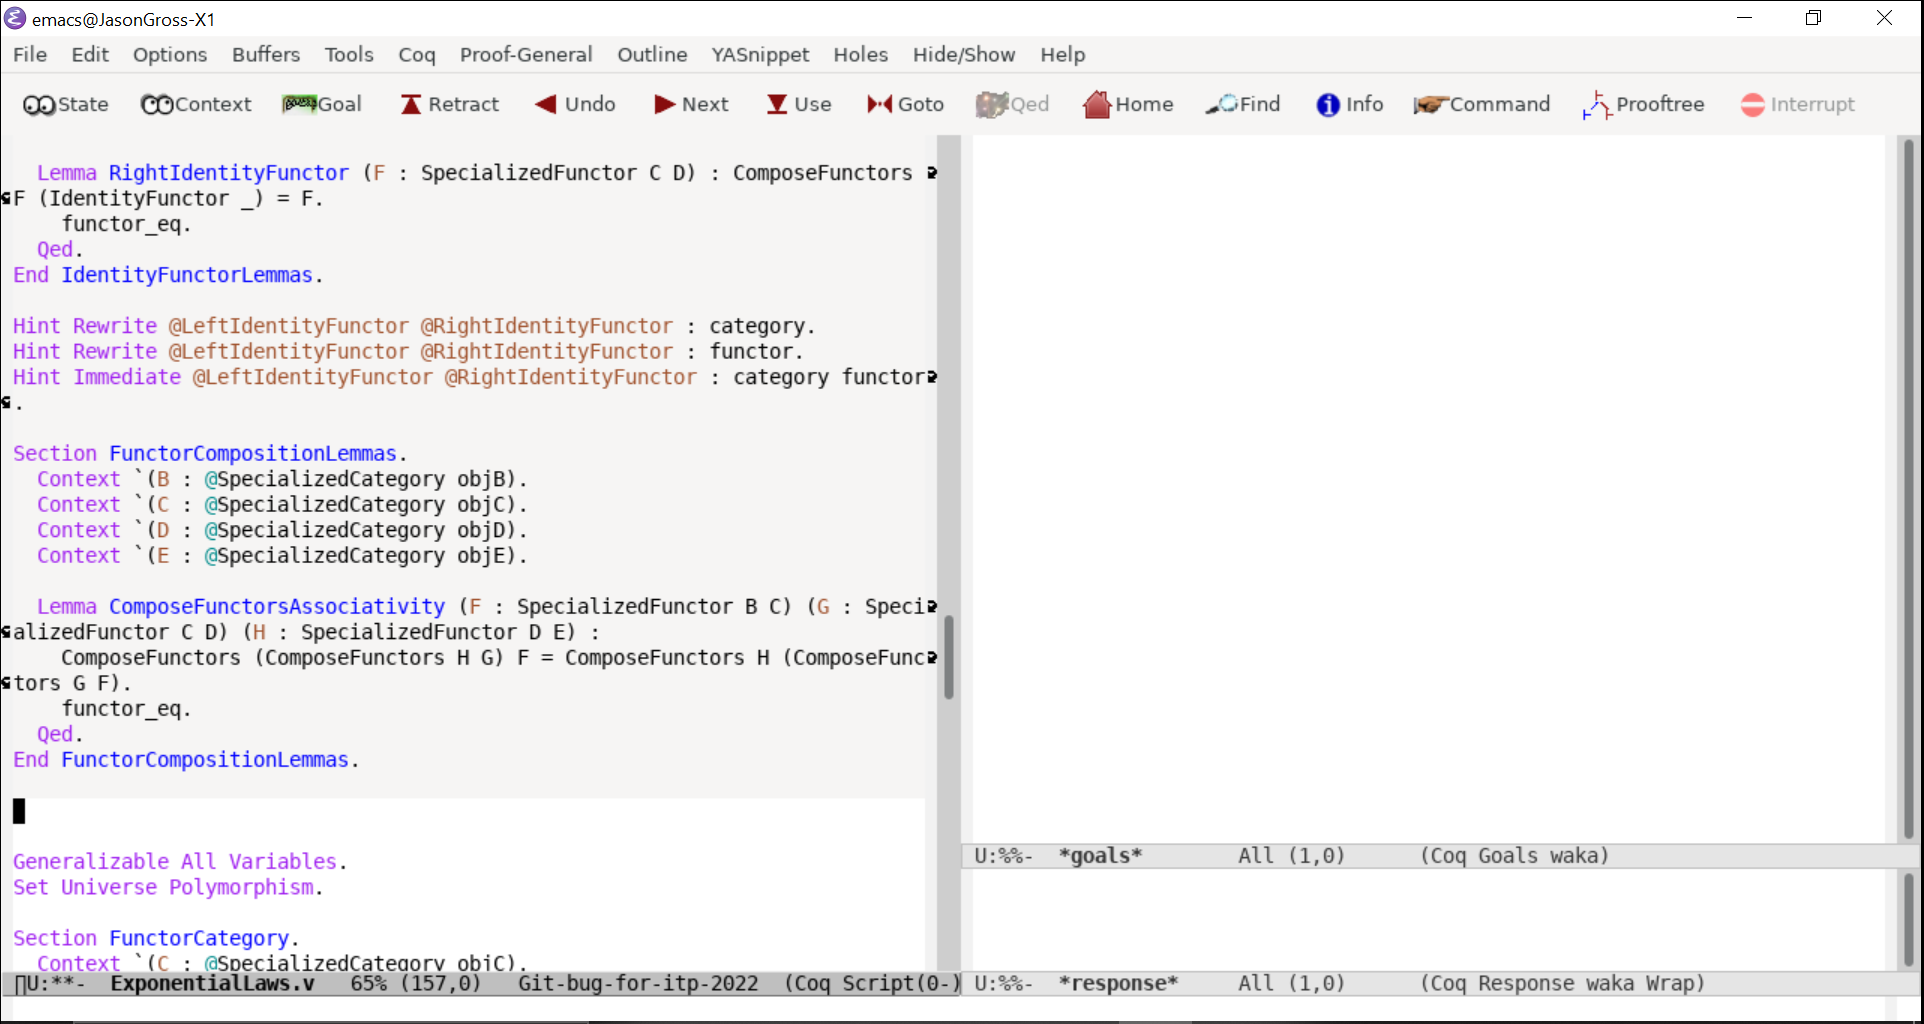 emacs@JasonGross-X1
File Edit Options Buffers Tools Coq Proof-General Outline YASnippet Holes Hide/Show Help
State Context Goal Retract Undo Next Use Goto Qed Home Find Info Command Prooftree Interrupt
Lemma RightIdentityFunctor (F : SpecializedFunctor C D) : ComposeFunctors
F (IdentityFunctor _) = F.
functor_eq.
Qed.
End IdentityFunctorLemmas.
Hint Rewrite @LeftIdentityFunctor @RightIdentityFunctor : category.
Hint Rewrite @LeftIdentityFunctor @RightIdentityFunctor : functor.
Hint Immediate @LeftIdentityFunctor @RightIdentityFunctor : category functor
.
Section FunctorCompositionLemmas.
Context `(B : @SpecializedCategory objB).
Context `(C : @SpecializedCategory objC).
Context `(D : @SpecializedCategory objD).
Context `(E : @SpecializedCategory objE).
Lemma ComposeFunctorsAssociativity (F : SpecializedFunctor B C) (G : Speci
alizedFunctor C D) (H : SpecializedFunctor D E) :
ComposeFunctors (ComposeFunctors H G) F = ComposeFunctors H (ComposeFunc
tors G F).
functor_eq.
Qed.
End FunctorCompositionLemmas.
Generalizable All Variables.
Set Universe Polymorphism.
Section FunctorCategory.
Context `(C : @SpecializedCategory objC).
U:**- ExponentialLaws.v 65% (157,0) Git-bug-for-itp-2022 (Coq Script(0-)
U:%%- *goals* All (1,0) (Coq Goals waka)
U:%%- *response* All (1,0) (Coq Response waka Wrap)